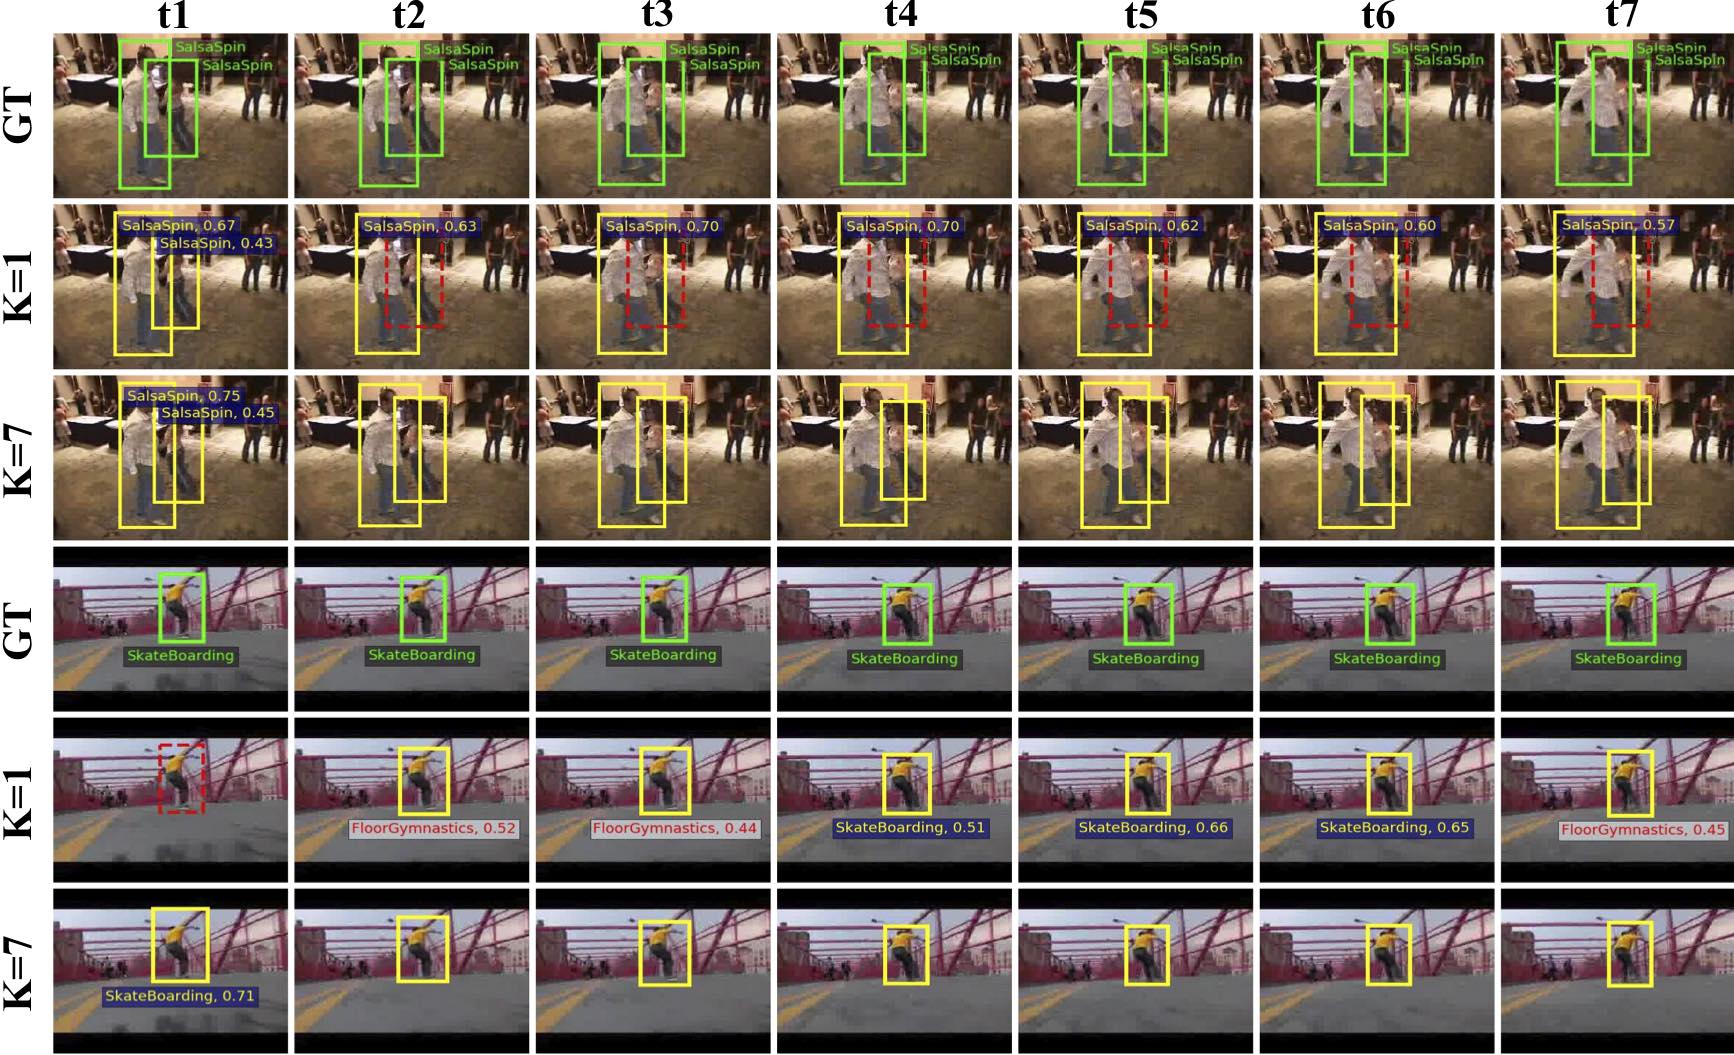 t1 t2 t3 t4 t5 t6 t7
GT
SalsaSpin SalsaSpin SalsaSpin SalsaSpin SalsaSpin SalsaSpin SalsaSpin
SalsaSpin SalsaSpin SalsaSpin SalsaSpin SalsaSpin SalsaSpin SalsaSpin
K=1
SalsaSpin, 0.67 SalsaSpin, 0.63 SalsaSpin, 0.70 SalsaSpin, 0.70 SalsaSpin, 0.62 SalsaSpin, 0.60 SalsaSpin, 0.57
SalsaSpin, 0.43
K=7
SalsaSpin, 0.75
SalsaSpin, 0.45
GT
SkateBoarding SkateBoarding SkateBoarding SkateBoarding SkateBoarding SkateBoarding SkateBoarding
K=1
FloorGymnastics, 0.52 FloorGymnastics, 0.44 SkateBoarding, 0.51 SkateBoarding, 0.66 SkateBoarding, 0.65 FloorGymnastics, 0.45
K=7
SkateBoarding, 0.71